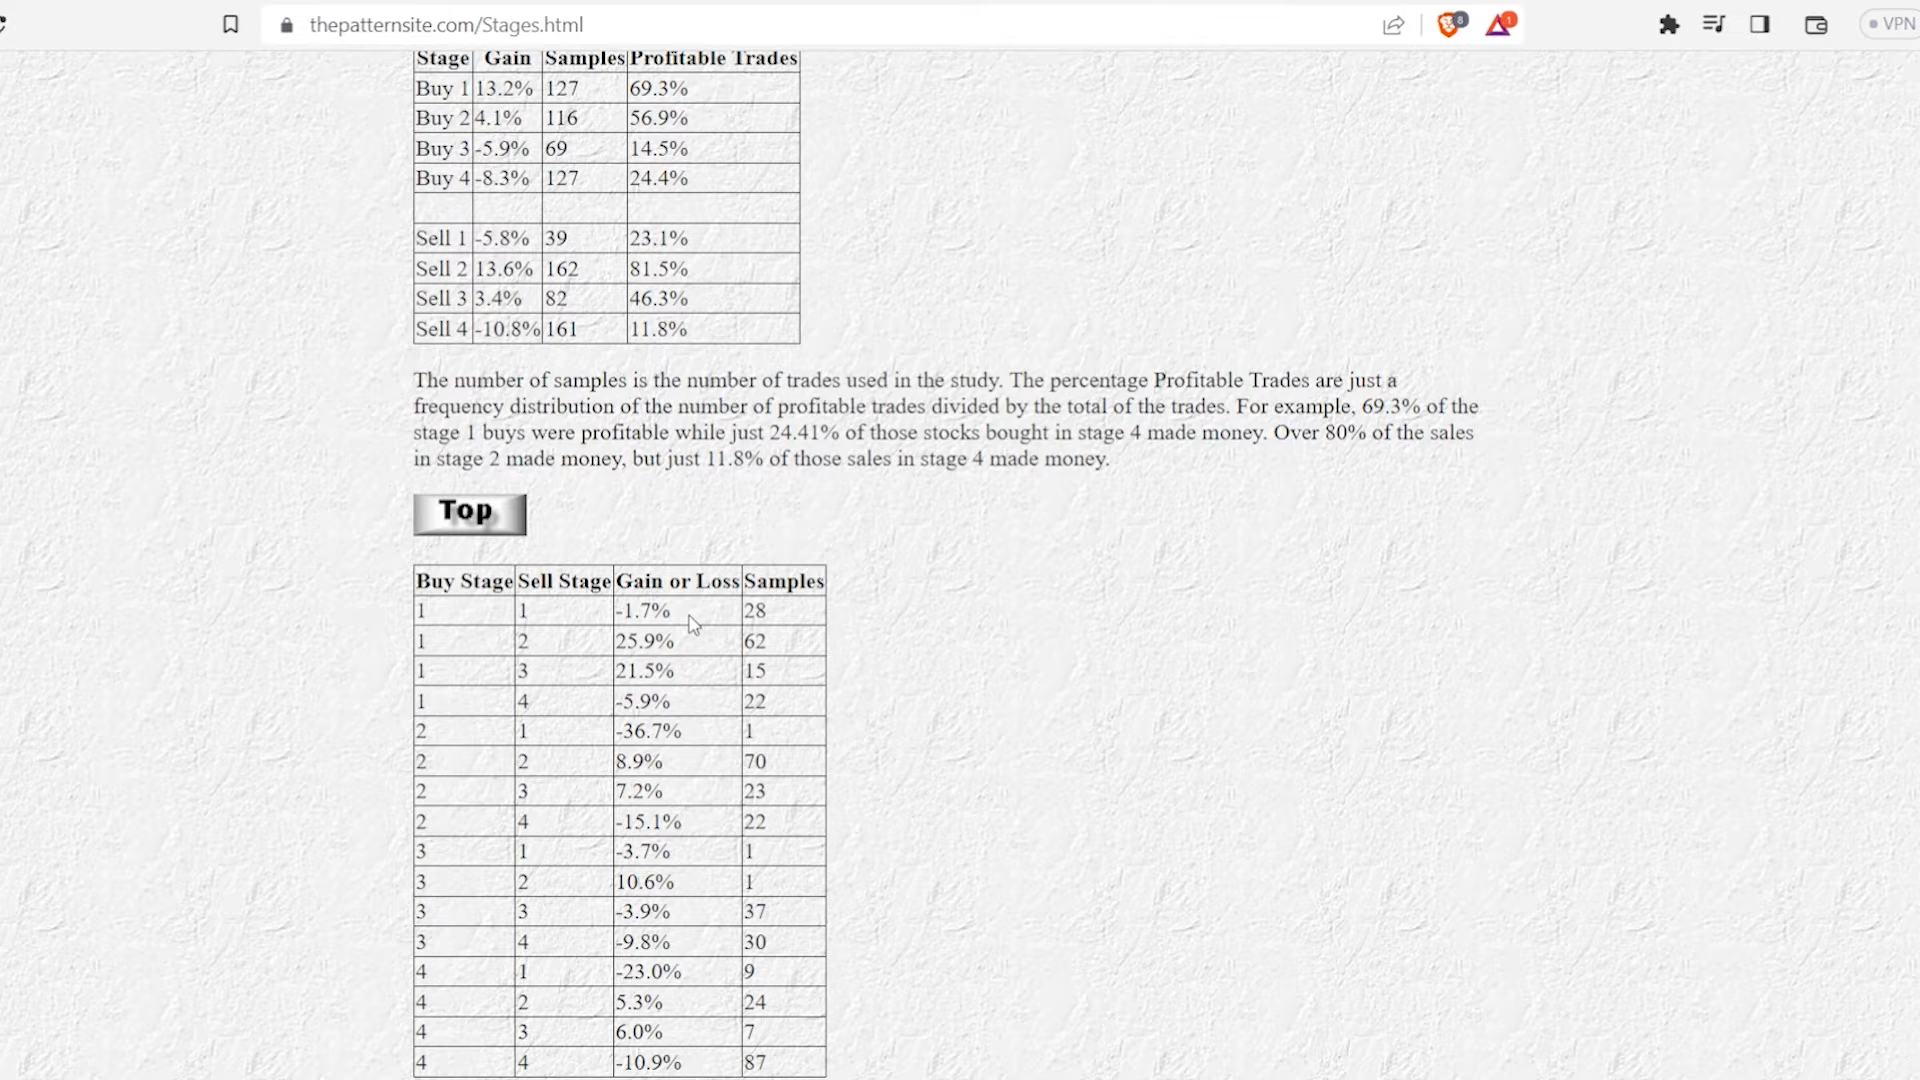 thepatternsite.com/Stages.html
8
1
VPN
Stage Gain Samples Profitable Trades
Buy 1 13.2% 127 69.3%
Buy 2 4.1% 116 56.9%
Buy 3 -5.9% 69 14.5%
Buy 4 -8.3% 127 24.4%
Sell 1 -5.8% 39 23.1%
Sell 2 13.6% 162 81.5%
Sell 3 3.4% 82 46.3%
Sell 4 -10.8% 161 11.8%
The number of samples is the number of trades used in the study. The percentage Profitable Trades are just a
frequency distribution of the number of profitable trades divided by the total of the trades. For example, 69.3% of the
stage 1 buys were profitable while just 24.41% of those stocks bought in stage 4 made money. Over 80% of the sales
in stage 2 made money, but just 11.8% of those sales in stage 4 made money.
Top
Buy Stage Sell Stage Gain or Loss Samples
1 1 -1.7% 28
1 2 25.9% 62
1 3 21.5% 15
1 4 -5.9% 22
2 1 -36.7% 1
2 2 8.9% 70
2 3 7.2% 23
2 4 -15.1% 22
3 1 -3.7% 1
3 2 10.6% 1
3 3 -3.9% 37
3 4 -9.8% 30
4 1 -23.0% 9
4 2 5.3% 24
4 3 6.0% 7
4 4 -10.9% 87